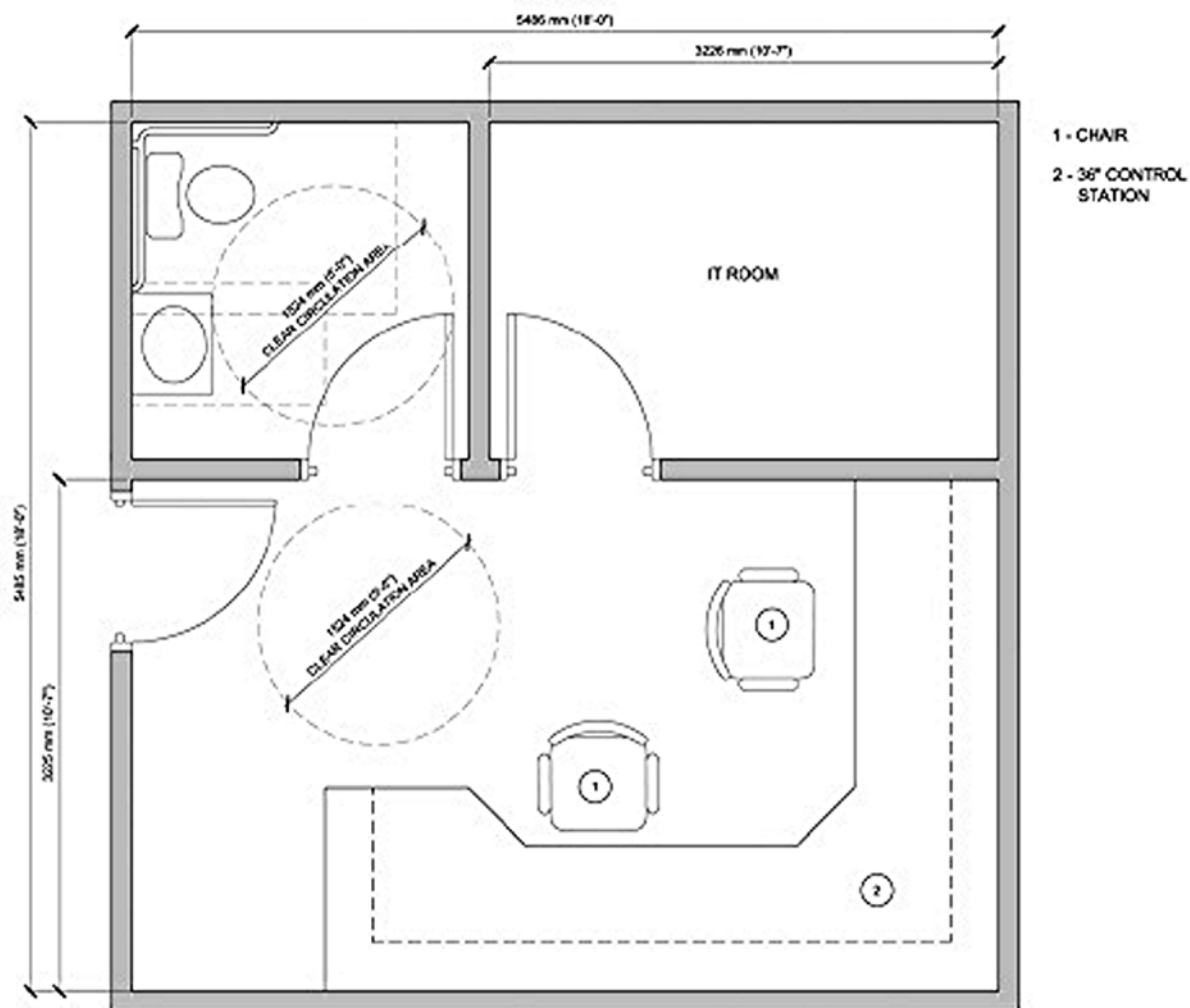 5486 mm (18'-0")
3226 mm (10'-7")
1 - CHAIR
2 - 36" CONTROL
STATION
1524 mm (5'-0")
CLEAR CIRCULATION AREA
IT ROOM
5485 mm (18'-0")
1524 mm (5'-0")
CLEAR CIRCULATION AREA
3225 mm (10'-7")
1
1
2